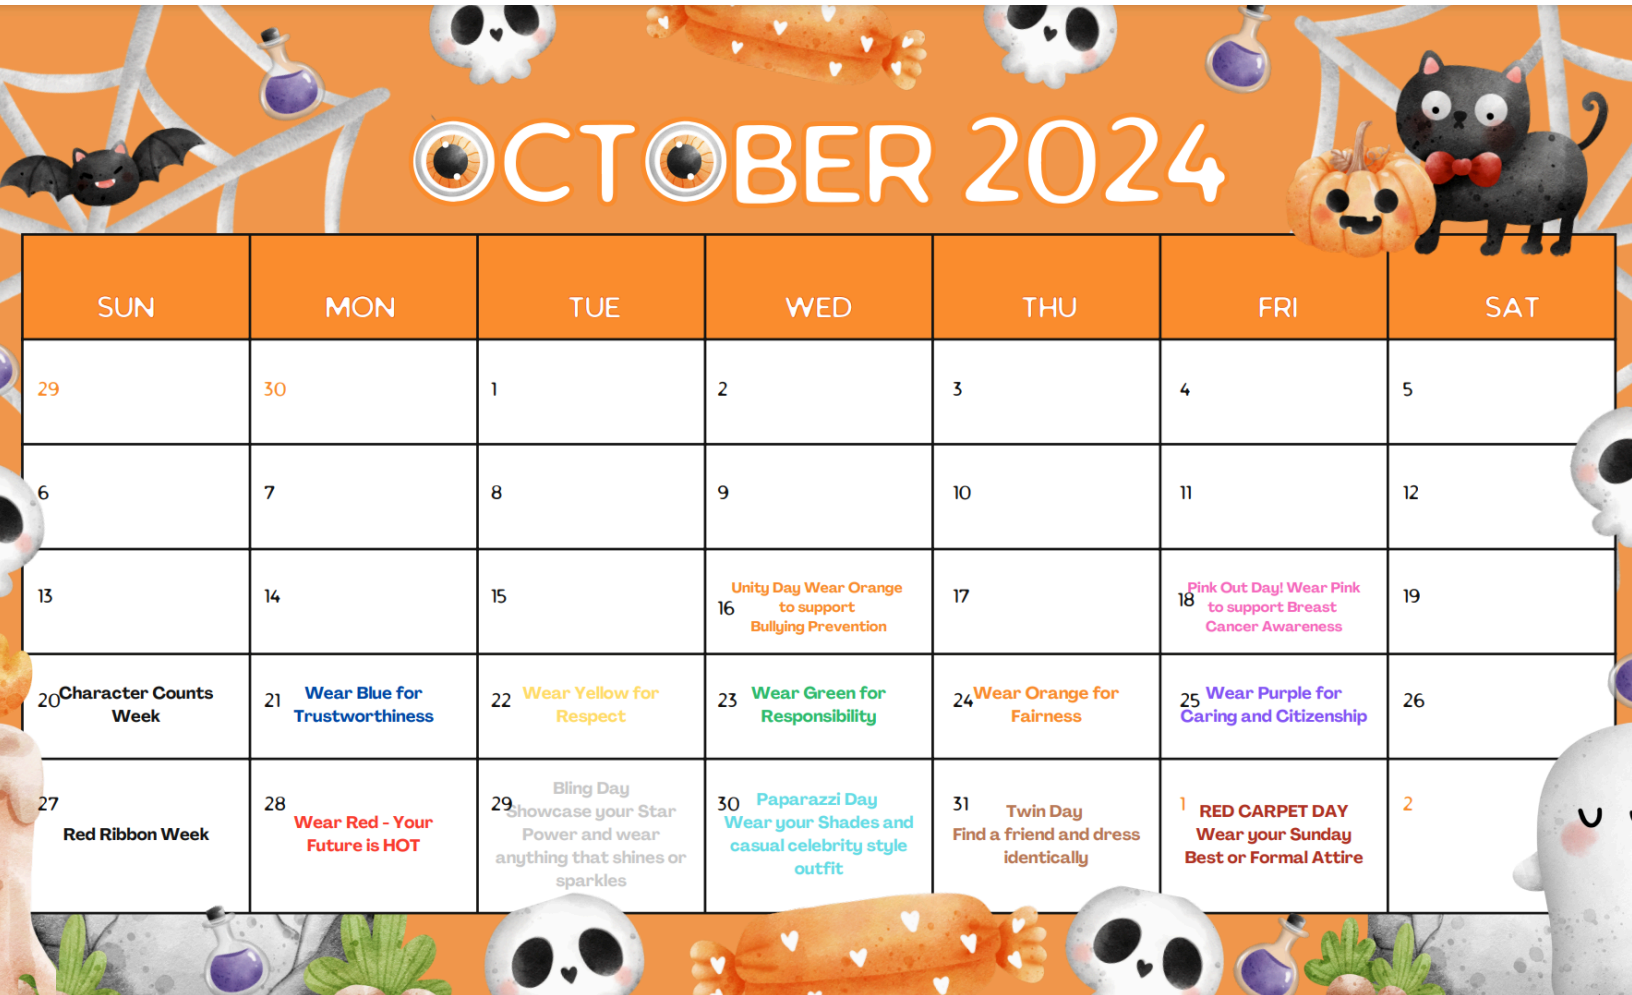 OCTOBER 2024
SUN MON TUE WED THU FRI SAT
29 30 1 2 3 4 5
6 7 8 9 10 11 12
13 14 15
16
Unity Day Wear Orange
to support
Bullying Prevention
17
18
Pink Out Day! Wear Pink
to support Breast
Cancer Awareness
19
20
Character Counts
Week
21
Wear Blue for
Trustworthiness
22
Wear Yellow for
Respect
23
Wear Green for
Responsibility
24
Wear Orange for
Fairness
25
Wear Purple for
Caring and Citizenship
26
27
Red Ribbon Week
28
Wear Red - Your
Future is HOT
29
Bling Day
Showcase your Star
Power and wear
anything that shines or
sparkles
30
Paparazzi Day
Wear your Shades and
casual celebrity style
outfit
31
Twin Day
Find a friend and dress
identically
1
RED CARPET DAY
Wear your Sunday
Best or Formal Attire
2